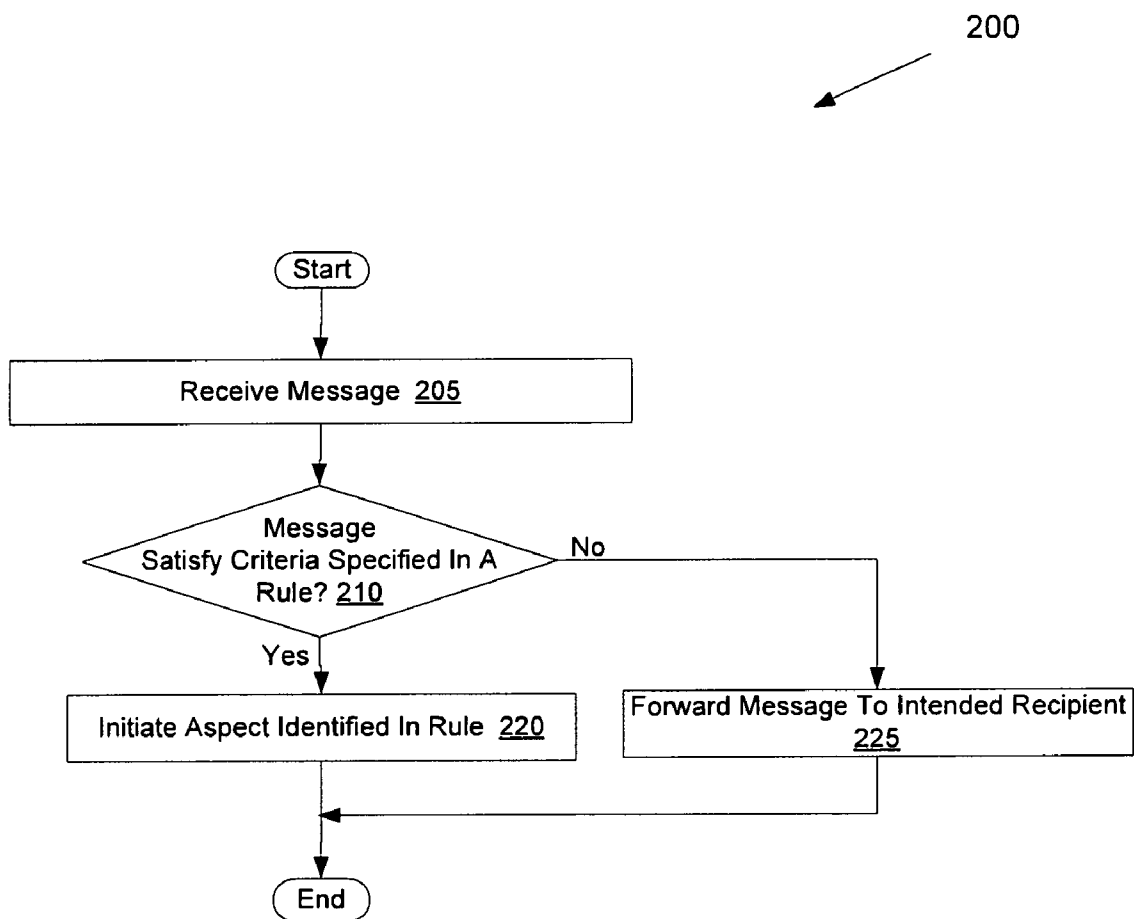 200
Start
Receive Message 205
Message
Satisfy Criteria Specified In A
Rule? 210
No
Yes
Initiate Aspect Identified In Rule 220
Forward Message To Intended Recipient
225
End